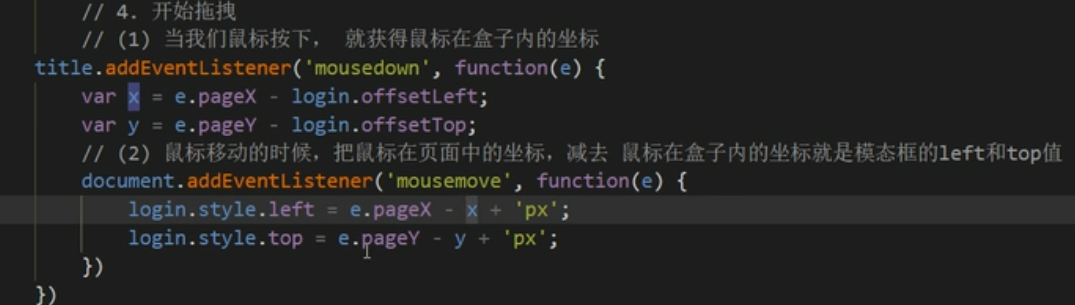 // 4. 开始拖拽
// (1) 当我们鼠标按下， 就获得鼠标在盒子内的坐标
title.addEventListener('mousedown', function(e) {
var x = e.pageX - login.offsetLeft;
var y = e.pageY - login.offsetTop;
// (2) 鼠标移动的时候，把鼠标在页面中的坐标，减去 鼠标在盒子内的坐标就是模态框的left和top值
document.addEventListener('mousemove', function(e) {
login.style.left = e.pageX - x + 'px';
login.style.top = e.pageY - y + 'px';
})
})